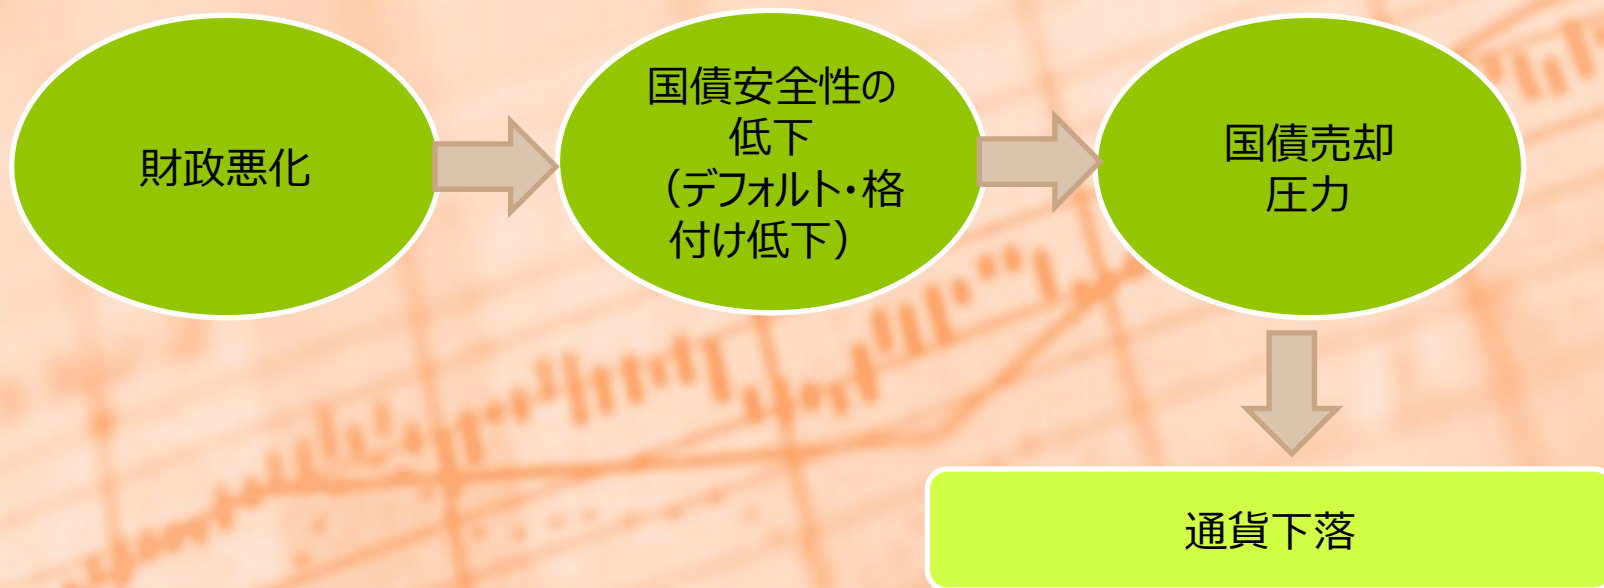 財政悪化
国債安全性の
低下
（デフォルト・格
付け低下）
国債売却
圧力
通貨下落